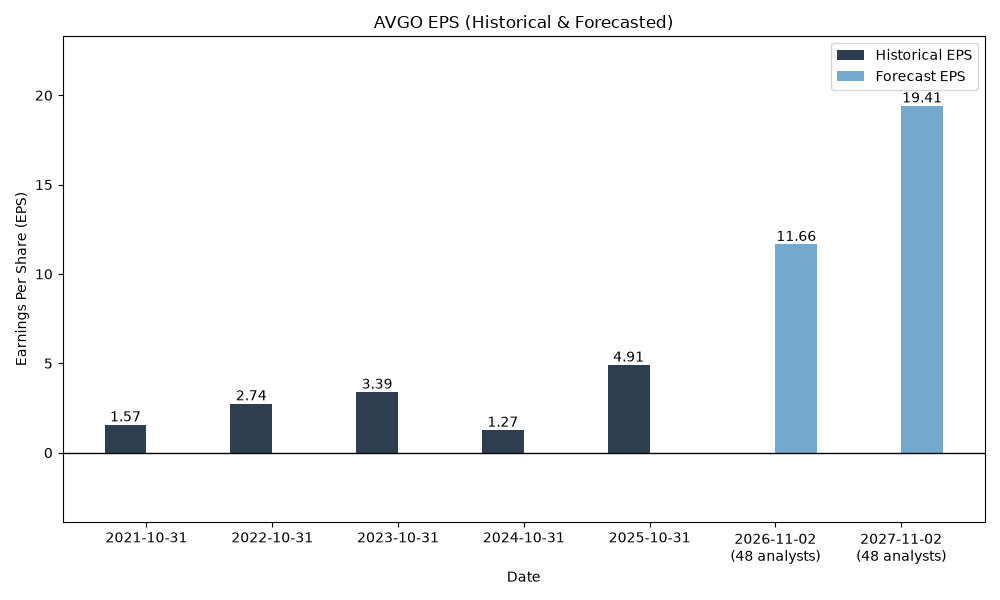 AVGO EPS (Historical & Forecasted)
Historical EPS
Forecast EPS
Earnings Per Share (EPS)
20
15
10
5
0
1.57
2.74
3.39
1.27
4.91
11.66
19.41
2021-10-31
2022-10-31
2023-10-31
2024-10-31
2025-10-31
2026-11-02
(48 analysts)
2027-11-02
(48 analysts)
Date